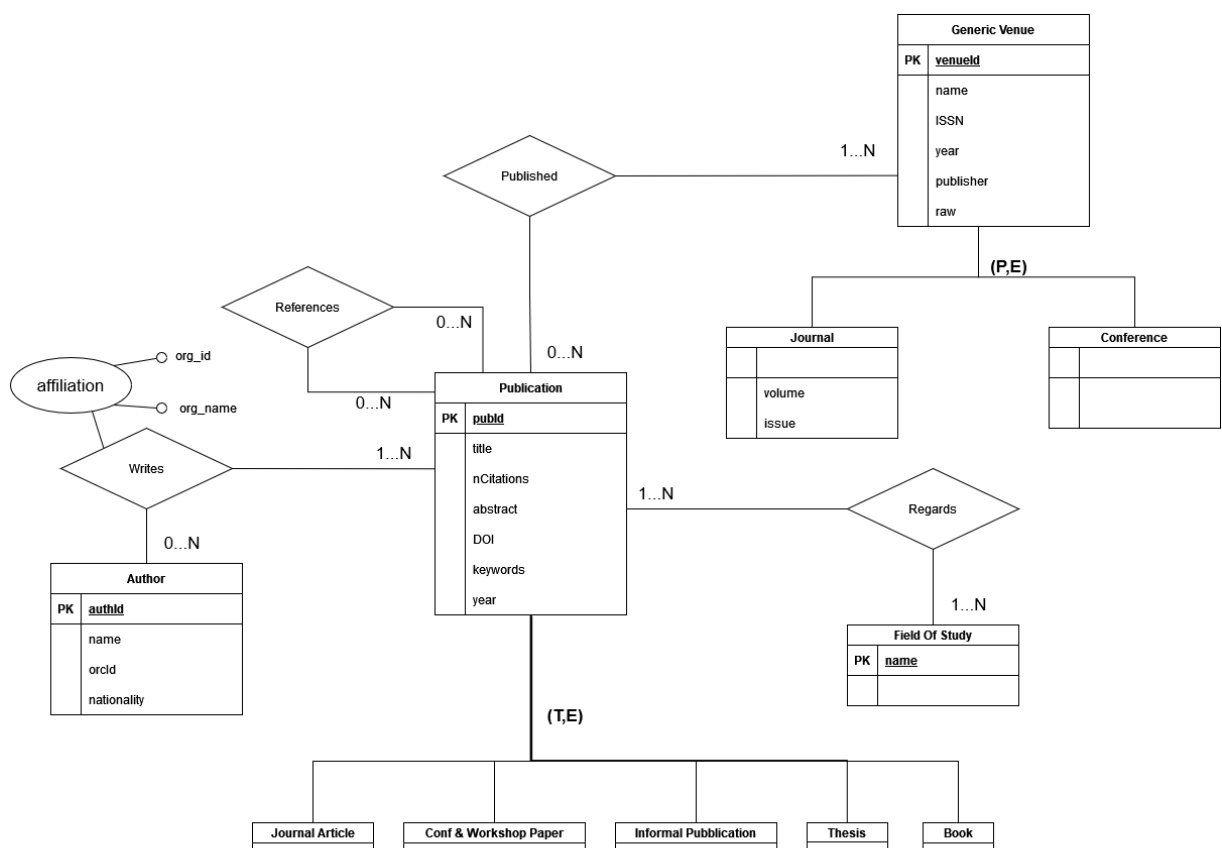 Generic Venue
PK venueId
name
ISSN
year
publisher
raw
1...N
Published
(P,E)
References
0...N
0...N
0...N
Journal
volume
issue
Conference
org_id
affiliation
org_name
Publication
PK pubId
title
nCitations
abstract
DOI
keywords
year
1...N
Writes
0...N
1...N
Regards
Author
PK authId
name
orcId
nationality
1...N
Field Of Study
PK name
(T,E)
Journal Article
Conf & Workshop Paper
Informal Pubblication
Thesis
Book